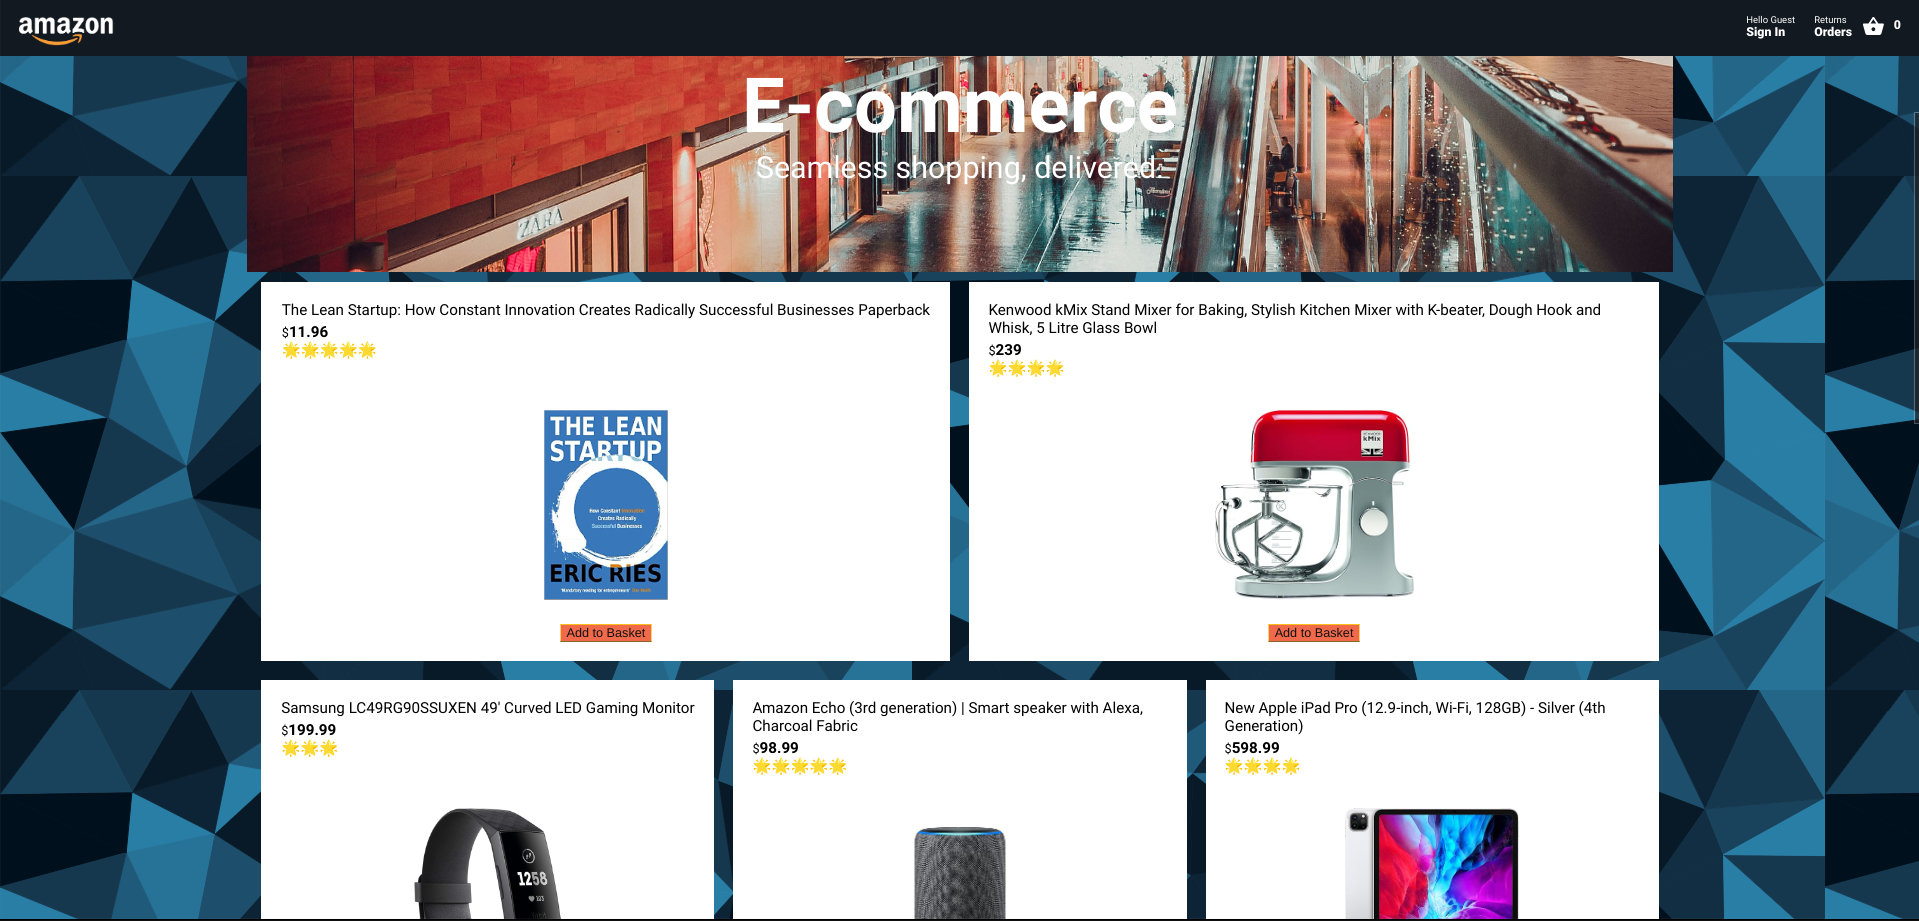 amazon
Hello Guest
Sign In
Returns
Orders
0
E-commerce
Seamless shopping, delivered.
ZARA
The Lean Startup: How Constant Innovation Creates Radically Successful Businesses Paperback
$11.96
THE LEAN
STARTUP
How Constant Innovation
Creates Radically
Successful Businesses
ERIC RIES
Add to Basket
Kenwood kMix Stand Mixer for Baking, Stylish Kitchen Mixer with K-beater, Dough Hook and
Whisk, 5 Litre Glass Bowl
$239
kMix
Add to Basket
Samsung LC49RG90SSUXEN 49' Curved LED Gaming Monitor
$199.99
1258
Amazon Echo (3rd generation) | Smart speaker with Alexa,
Charcoal Fabric
$98.99
New Apple iPad Pro (12.9-inch, Wi-Fi, 128GB) - Silver (4th
Generation)
$598.99